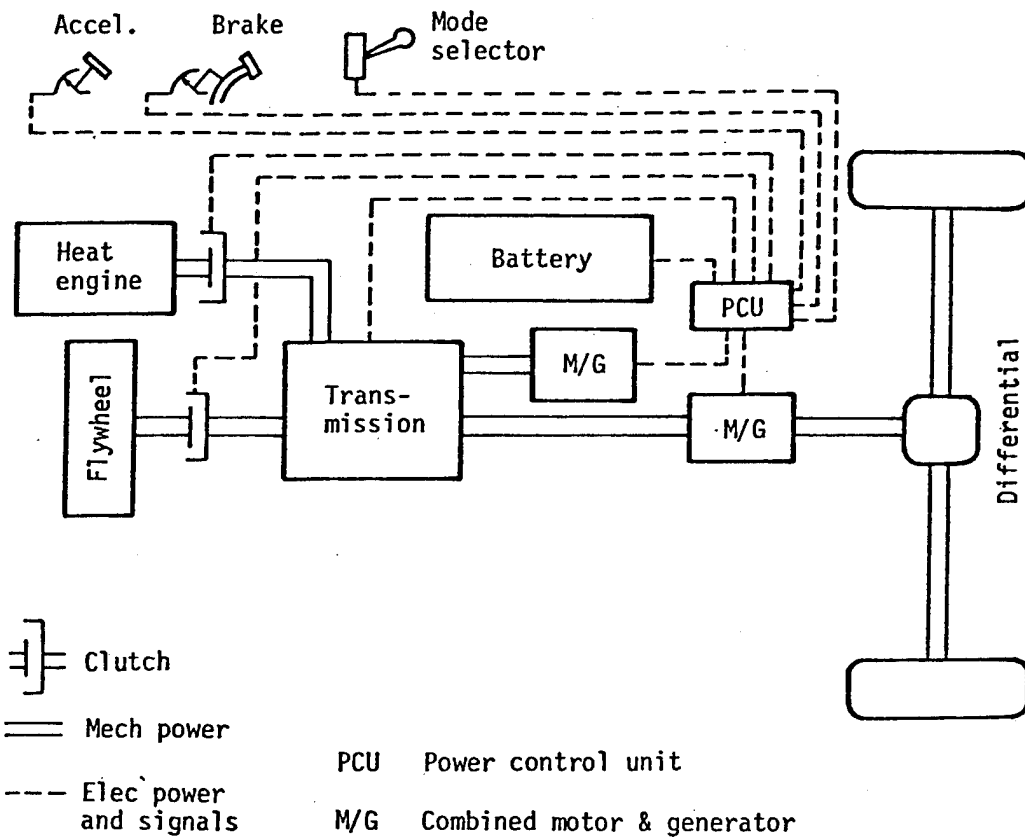 Accel.
Brake
Mode
selector
Heat
engine
Battery
PCU
Flywheel
Trans-
mission
M/G
M/G
Differential
Clutch
Mech power
Elec power
and signals
PCU Power control unit
M/G Combined motor & generator